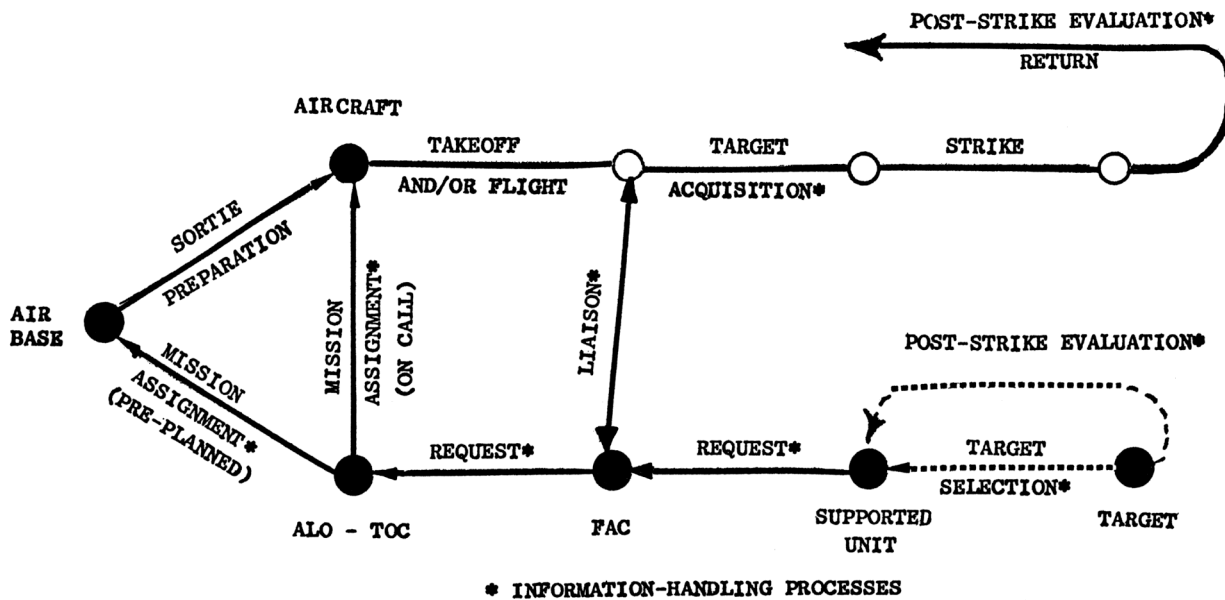 POST-STRIKE EVALUATION*
RETURN
AIRCRAFT
TAKEOFF
AND/OR FLIGHT
TARGET
ACQUISITION*
STRIKE
SORTIE
PREPARATION
AIR
BASE
MISSION
ASSIGNMENT*
(PRE-PLANNED)
MISSION
ASSIGNMENT*
(ON CALL)
LIAISON*
POST-STRIKE EVALUATION*
REQUEST*
REQUEST*
TARGET
SELECTION*
ALO - TOC
FAC
SUPPORTED
UNIT
TARGET
* INFORMATION-HANDLING PROCESSES